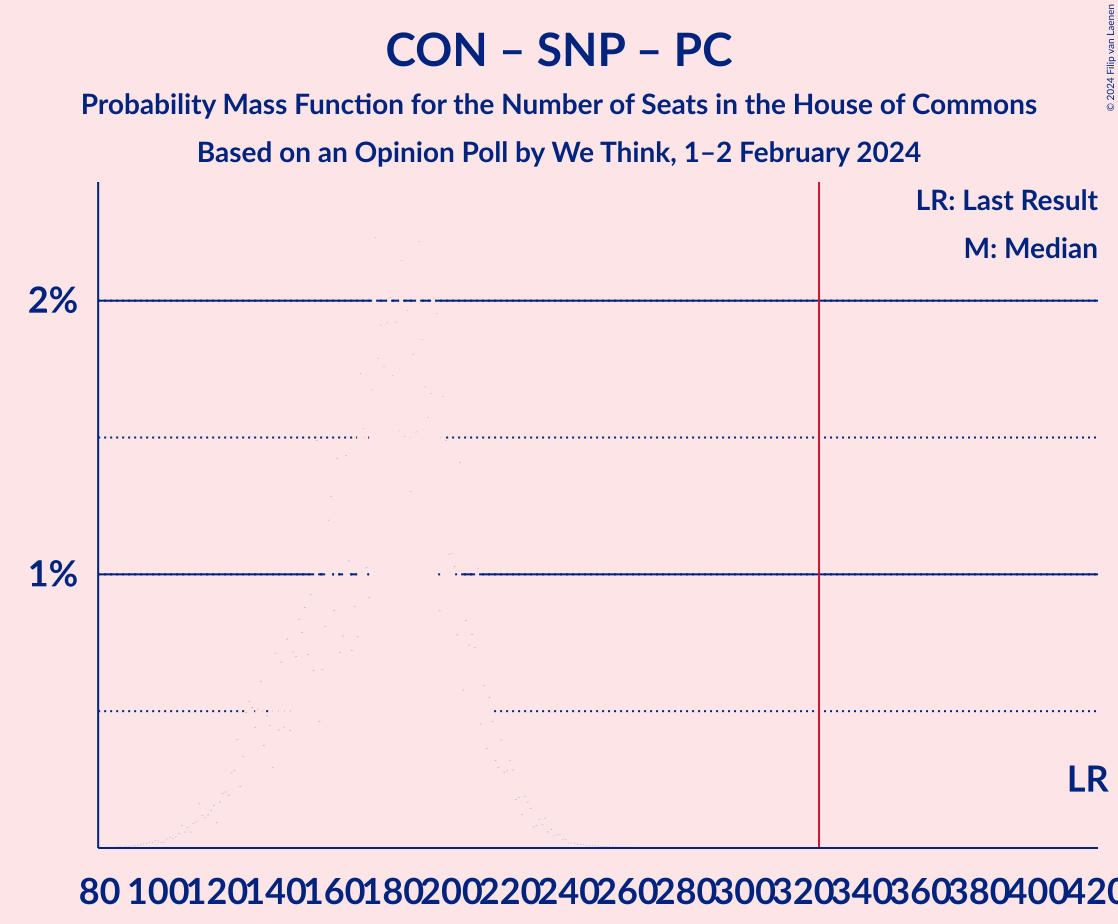 CON – SNP – PC
Probability Mass Function for the Number of Seats in the House of Commons
Based on an Opinion Poll by We Think, 1–2 February 2024
© 2024 Filip van Laenen
LR: Last Result
M: Median
2%
1%
LR
80 100 120 140 160 180 200 220 240 260 280 300 320 340 360 380 400 420